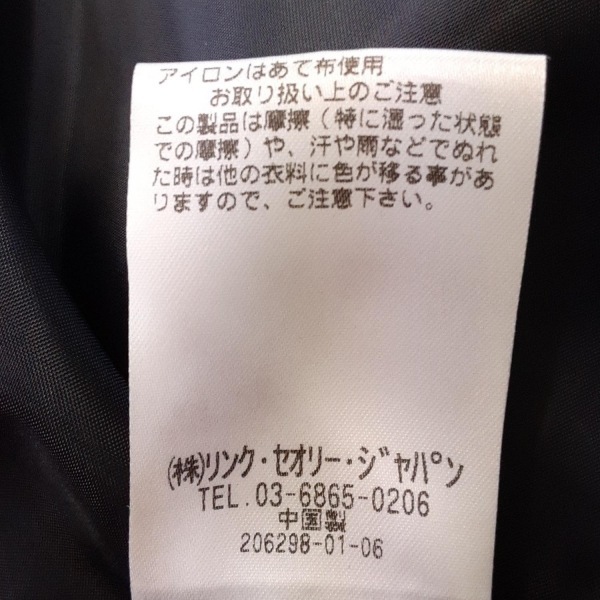 アイロンはあて布使用
お取り扱い上のご注意
この製品は摩擦（特に湿った状態
での摩擦）や、汗や雨などでぬれ
た時は他の衣料に色が移る事があ
りますので、ご注意下さい。
(株)リンク・セオリー・ジャパン
TEL.03-6865-0206
中国製
206298-01-06